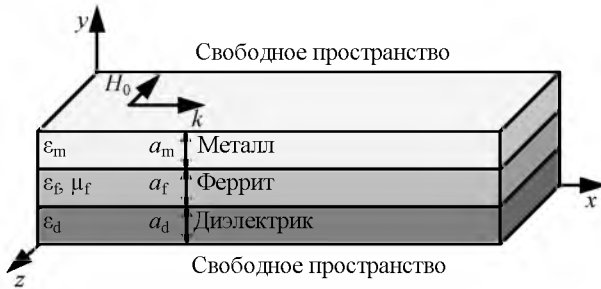 y
Свободное пространство
H₀
k
εm am Металл
εf, μf af Феррит
x
εd ad Диэлектрик
z
Свободное пространство